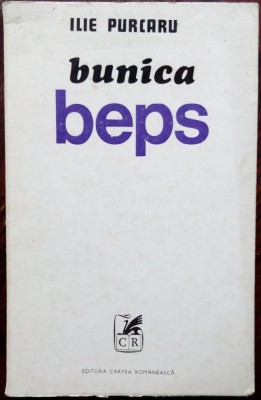 ILIE PURCARU
bunica
beps
CR
EDITURA CARTEA ROMÂNEASCĂ